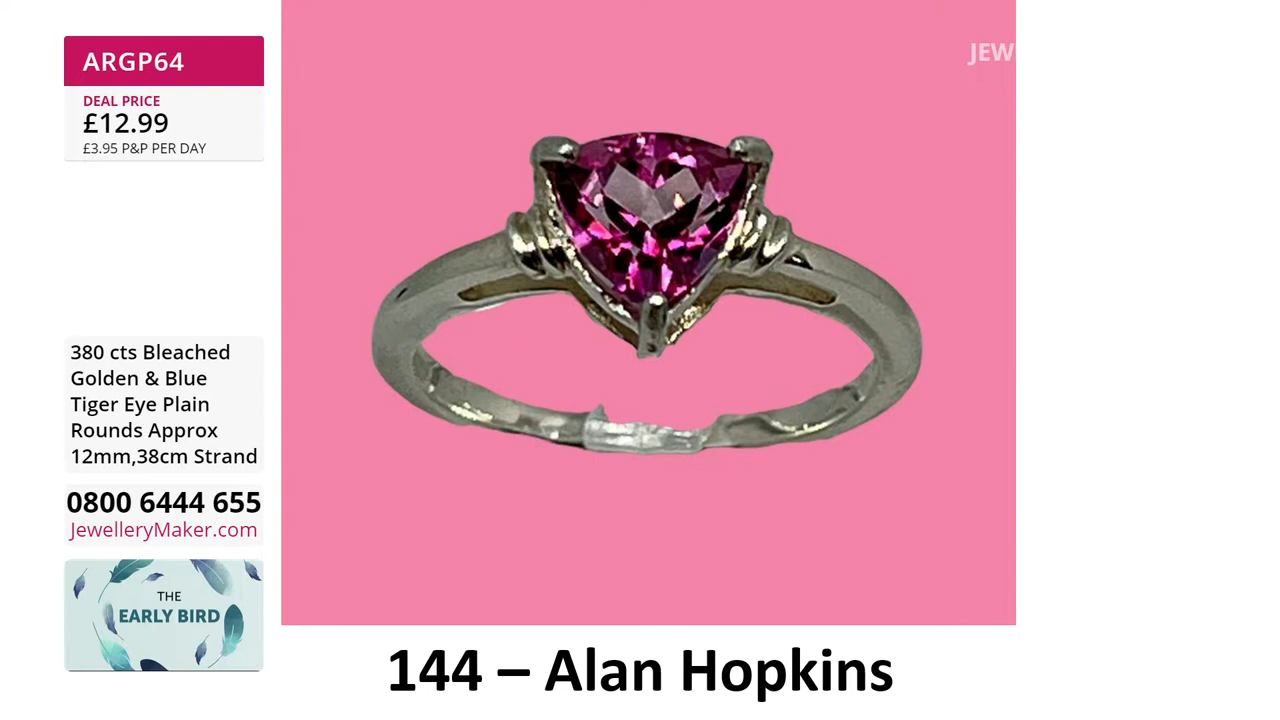 ARGP64
DEAL PRICE
£12.99
£3.95 P&P PER DAY
JEW
380 cts Bleached
Golden & Blue
Tiger Eye Plain
Rounds Approx
12mm,38cm Strand
0800 6444 655
JewelleryMaker.com
THE
EARLY BIRD
144 – Alan Hopkins